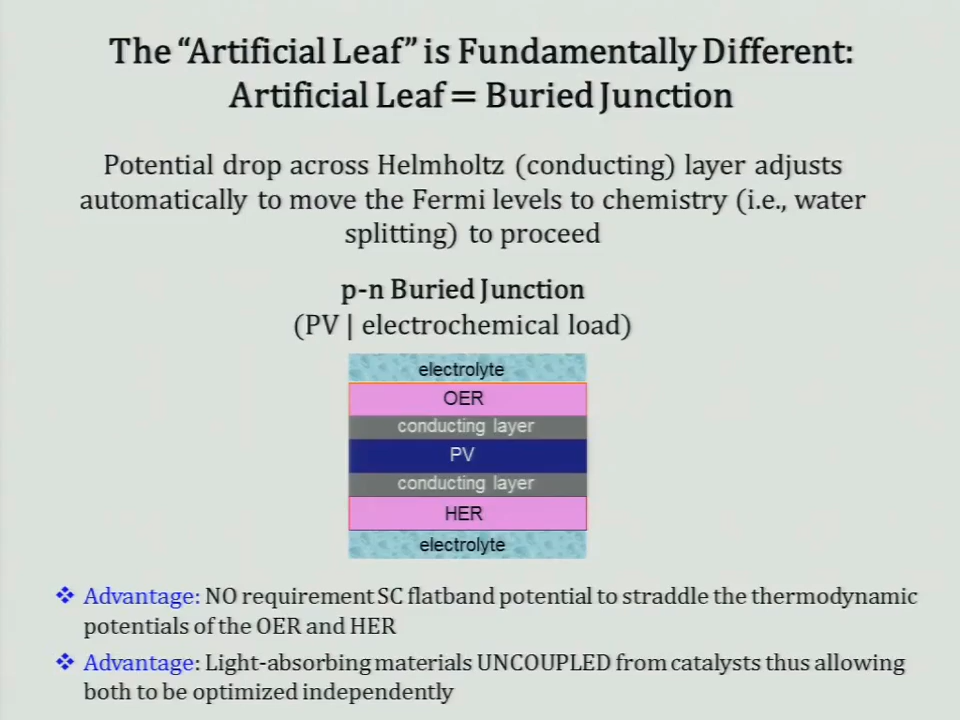 The “Artificial Leaf” is Fundamentally Different:
Artificial Leaf = Buried Junction
Potential drop across Helmholtz (conducting) layer adjusts
automatically to move the Fermi levels to chemistry (i.e., water
splitting) to proceed
p-n Buried Junction
(PV | electrochemical load)
electrolyte
OER
conducting layer
PV
conducting layer
HER
electrolyte
❖ Advantage: NO requirement SC flatband potential to straddle the thermodynamic
potentials of the OER and HER
❖ Advantage: Light-absorbing materials UNCOUPLED from catalysts thus allowing
both to be optimized independently